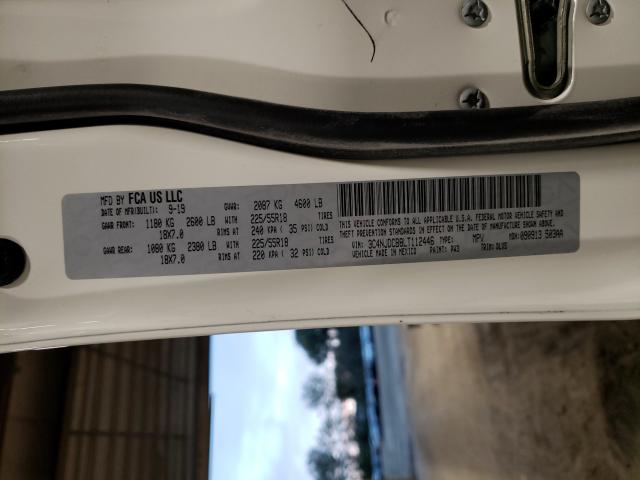 MFD BY FCA US LLC
DATE OF MFR(BUILT): 9-19 GVWR: 2087 KG 4600 LB
GAWR FRONT: 1180 KG 2600 LB WITH 225/55R18 TIRES
18X7.0 RIMS AT 240 KPA ( 35 PSI) COLD
GAWR REAR: 1080 KG 2380 LB WITH 225/55R18 TIRES
18X7.0 RIMS AT 220 KPA ( 32 PSI) COLD
THIS VEHICLE CONFORMS TO ALL APPLICABLE U.S.A. FEDERAL MOTOR VEHICLE SAFETY,
BUMPER, AND THEFT PREVENTION STANDARDS IN EFFECT ON THE DATE OF MANUFACTURE SHOWN ABOVE.
VIN: 3C4NJDCB8LT112446 TYPE: MPV MDH: 090913 503AA
VEHICLE MADE IN MEXICO PAINT: PW3 TRIM: DLX9